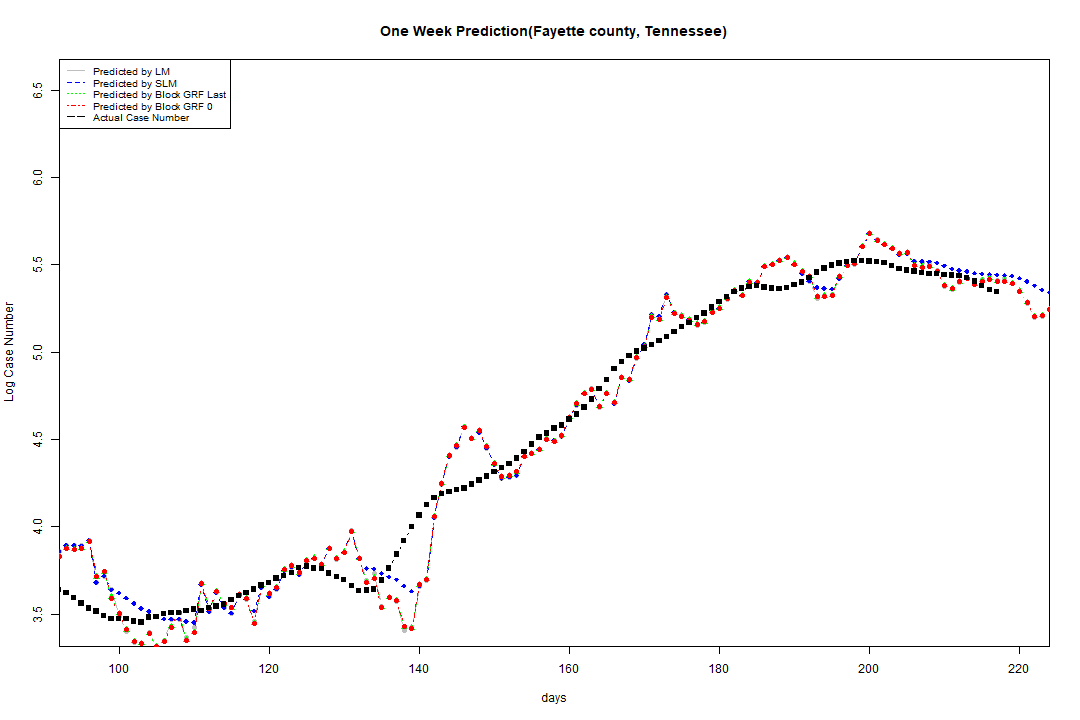 One Week Prediction(Fayette county, Tennessee)
Predicted by LM
Predicted by SLM
Predicted by Block GRF Last
Predicted by Block GRF 0
Actual Case Number
6.5
6.0
5.5
5.0
4.5
4.0
3.5
Log Case Number
100 120 140 160 180 200 220
days